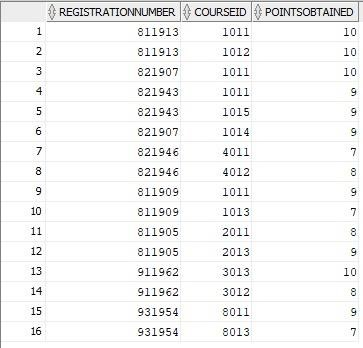 REGISTRATIONNUMBER COURSEID POINTSOBTAINED
1 811913 1011 10
2 811913 1012 10
3 821907 1011 10
4 821943 1011 9
5 821943 1015 9
6 821907 1014 9
7 821946 4011 7
8 821946 4012 8
9 811909 1011 9
10 811909 1013 7
11 811905 2011 8
12 811905 2013 9
13 911962 3013 10
14 911962 3012 8
15 931954 8011 9
16 931954 8013 7